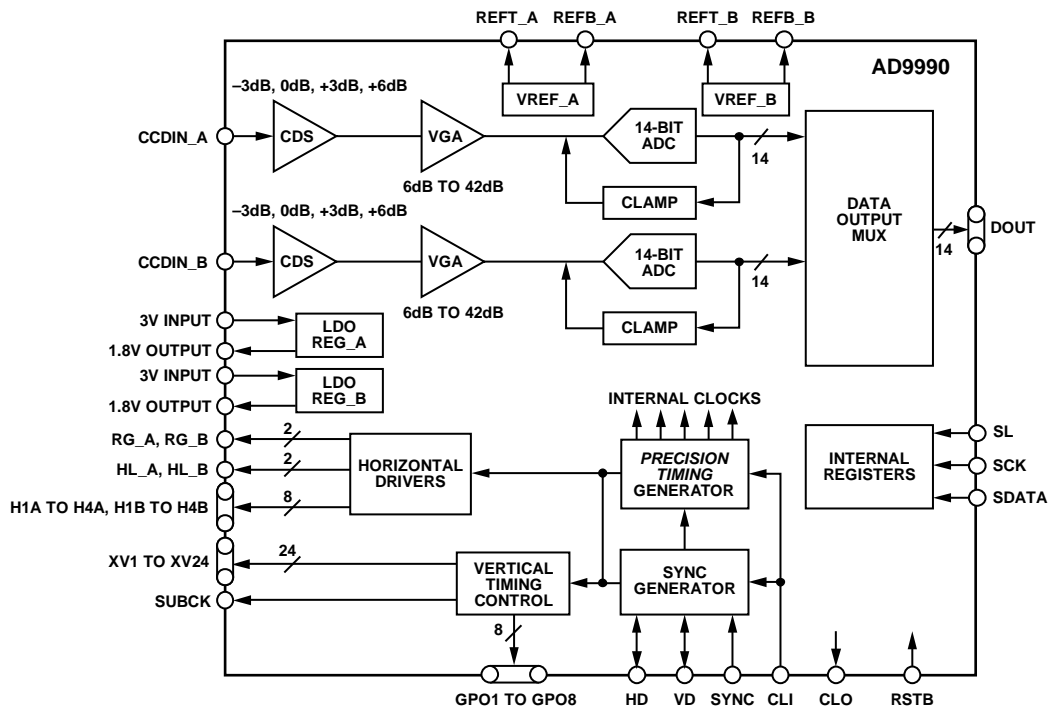 REFT_A REFB_A REFT_B REFB_B
AD9990
–3dB, 0dB, +3dB, +6dB
VREF_A
VREF_B
CCDIN_A
CDS
VGA
14-BIT
ADC
14
6dB TO 42dB
CLAMP
DATA
OUTPUT
MUX
14
DOUT
–3dB, 0dB, +3dB, +6dB
CCDIN_B
CDS
VGA
14-BIT
ADC
14
6dB TO 42dB
CLAMP
3V INPUT
LDO
REG_A
1.8V OUTPUT
3V INPUT
LDO
REG_B
1.8V OUTPUT
INTERNAL CLOCKS
RG_A, RG_B
2
HL_A, HL_B
2
H1A TO H4A, H1B TO H4B
8
HORIZONTAL
DRIVERS
PRECISION
TIMING
GENERATOR
INTERNAL
REGISTERS
SL
SCK
SDATA
XV1 TO XV24
24
SUBCK
VERTICAL
TIMING
CONTROL
SYNC
GENERATOR
8
GPO1 TO GPO8 HD VD SYNC CLI CLO RSTB